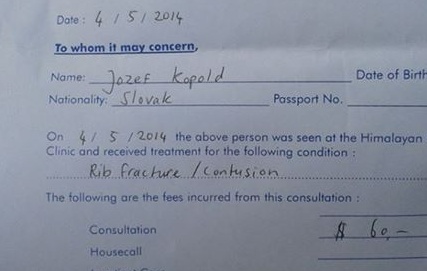 Date : 4 / 5 / 2014
To whom it may concern,
Name: Jozef Kopold Date of Birth
Nationality: Slovak Passport No.
On 4 / 5 / 2014 the above person was seen at the Himalayan
Clinic and received treatment for the following condition :
Rib fracture / Contusion
The following are the fees incurred from this consultation :
Consultation $ 60,-
Housecall